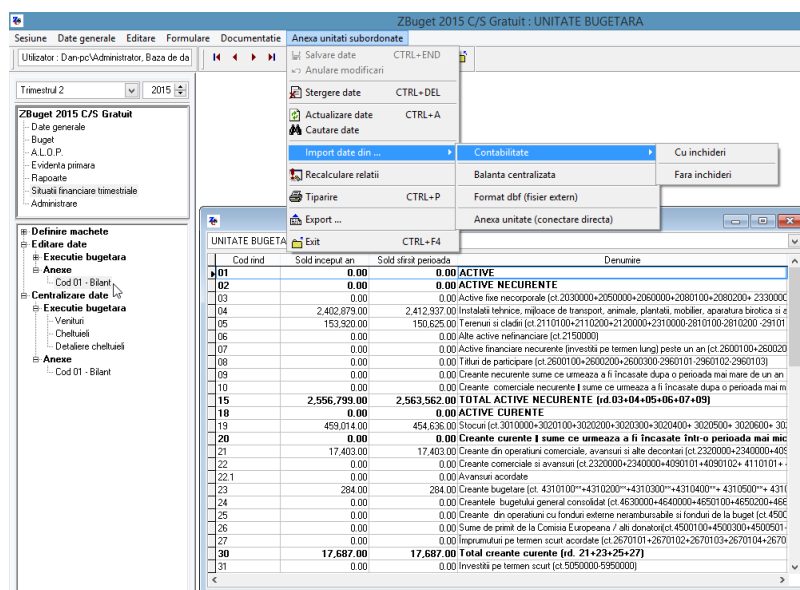 ZBuget 2015 C/S Gratuit : UNITATE BUGETARA
Sesiune Date generale Editare Formulare Documentatie Anexa unitati subordonate
Utilizator : Dan-pc\Administrator, Baza de da
Salvare date CTRL+END
Anulare modificari
Stergere date CTRL+DEL
Actualizare date CTRL+A
Cautare date
Import date din ...
Recalculare relatii
Tiparire CTRL+P
Export ...
Exit CTRL+F4
Contabilitate
Balanta centralizata
Format dbf (fisier extern)
Anexa unitate (conectare directa)
Cu inchideri
Fara inchideri
Trimestrul 2 2015
ZBuget 2015 C/S Gratuit
Date generale
Buget
A.L.O.P.
Evidenta primara
Rapoarte
Situatii financiare trimestriale
Administrare
Definire machete
Editare date
Executie bugetara
Anexe
Cod 01 - Bilant
Centralizare date
Executie bugetara
Venituri
Cheltuieli
Detaliere cheltuieli
Anexe
Cod 01 - Bilant
UNITATE BUGETA
Cod rind Sold inceput an Sold sfirsit perioada Denumire
01 0.00 0.00 ACTIVE
02 0.00 0.00 ACTIVE NECURENTE
03 0.00 0.00 Active fixe necorporale (ct.2030000+2050000+2060000+2080100+2080200+ 2330000
04 2,402,879.00 2,412,937.00 Instalatii tehnice, mijloace de transport, animale, plantatii, mobilier, aparatura birotica si a
05 153,920.00 150,625.00 Terenuri si cladiri (ct.2110100+2110200+2120000+2310000-2810100-2810200 -29101
06 0.00 0.00 Alte active nefinanciare (ct.2150000)
07 0.00 0.00 Active financiare necurente (investitii pe termen lung) peste un an (ct.2600100+260020
08 0.00 0.00 Titluri de participare (ct.2600100+2600200+2600300-2960101-2960102-2960103)
09 0.00 0.00 Creante necurente sume ce urmeaza a fi încasate dupa o perioada mai mare de un an
10 0.00 0.00 Creante comerciale necurente | sume ce urmeaza a fi încasate dupa o perioada mai m
15 2,556,799.00 2,563,562.00 TOTAL ACTIVE NECURENTE (rd.03+04+05+06+07+09)
18 0.00 0.00 ACTIVE CURENTE
19 459,014.00 454,636.00 Stocuri (ct.3010000+3020100+3020200+3020300+3020400+ 3020500+ 3020600+ 30
20 0.00 0.00 Creante curente | sume ce urmeaza a fi încasate într-o perioada mai mic
21 17,403.00 17,403.00 Creante din operatiuni comerciale, avansuri si alte decontari (ct.2320000+2340000+409
22 0.00 0.00 Creante comerciale si avansuri (ct.2320000+2340000+4090101+4090102+ 4110101+
22.1 0.00 0.00 Avansuri acordate
23 284.00 284.00 Creante bugetare (ct. 4310100**+4310200**+4310300**+4310400**+ 4310500**+ 4310
24 0.00 0.00 Creantele bugetului general consolidat (ct.4630000+4640000+4650100+4650200+466
25 0.00 0.00 Creante din operatiuni cu fonduri externe nerambursabile si fonduri de la buget (ct.4500
26 0.00 0.00 Sume de primit de la Comisia Europeana / alti donatori(ct.4500100+4500300+4500501-
27 0.00 0.00 Împrumuturi pe termen scurt acordate (ct.2670101+2670102+2670103+2670104+2670
30 17,687.00 17,687.00 Total creante curente (rd. 21+23+25+27)
31 0.00 0.00 Investitii pe termen scurt (ct.5050000-5950000)